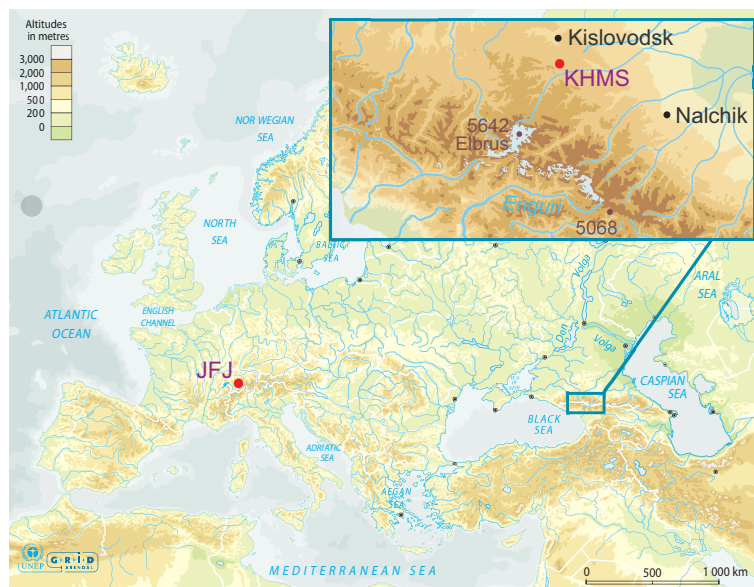 Altitudes
in metres
3,000
2,000
1,000
500
200
0
Kislovodsk
KHMS
Nalchik
5642
Elbrus
Enguri
5068
NORWEGIAN
SEA
NORTH
SEA
BALTIC
SEA
ATLANTIC
OCEAN
ENGLISH
CHANNEL
Volga
Don
Volga
ARAL
SEA
CASPIAN
SEA
JFJ
BLACK
SEA
ADRIATIC
SEA
AEGAN
SEA
MEDITERRANEAN SEA
UNEP
GRID
ARENDAL
0 500 1 000 km